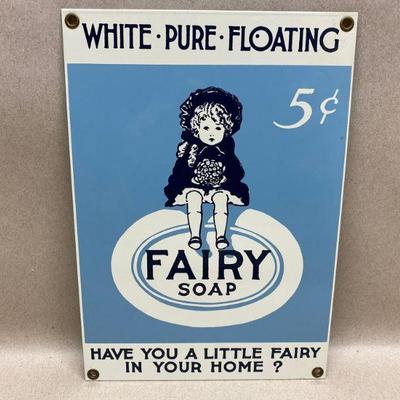 WHITE · PURE · FLOATING
5¢
FAIRY
SOAP
HAVE YOU A LITTLE FAIRY
IN YOUR HOME ?